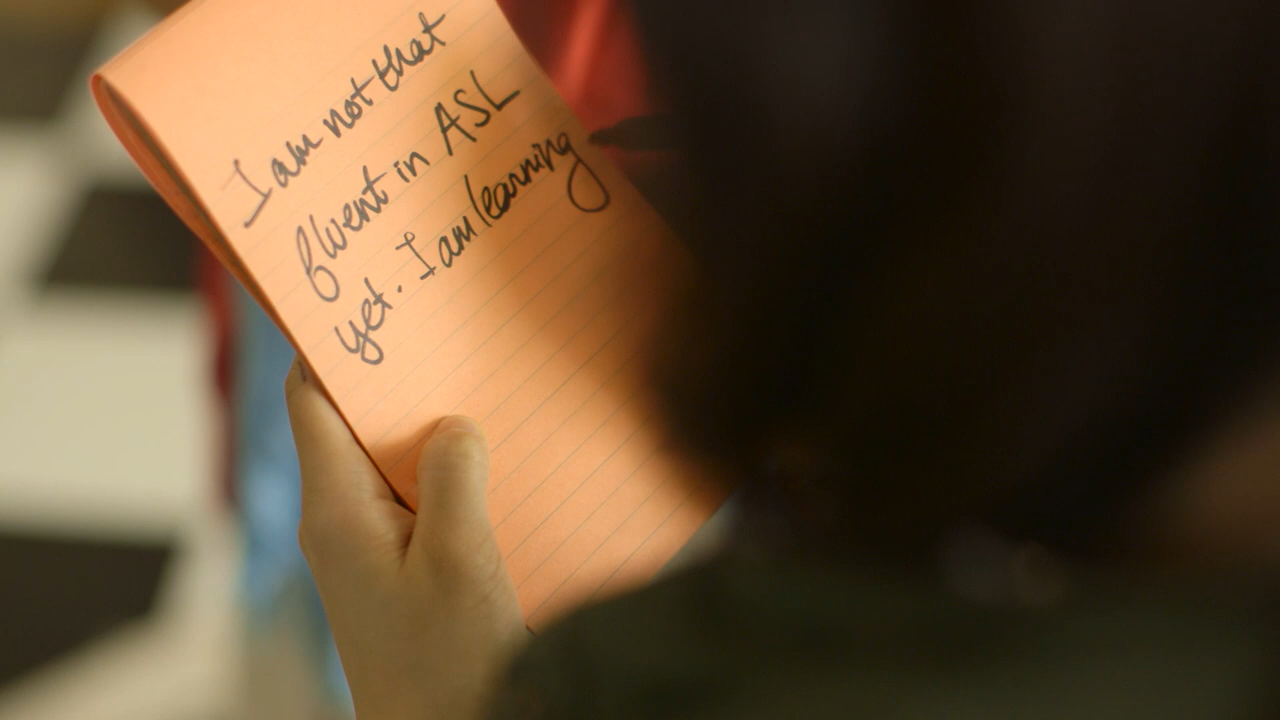 I am not that
fluent in ASL
yet. I am learning